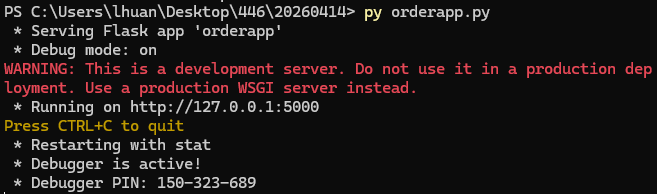 PS C:\Users\lhuan\Desktop\446\20260414> py orderapp.py
 * Serving Flask app 'orderapp'
 * Debug mode: on
WARNING: This is a development server. Do not use it in a production dep
loyment. Use a production WSGI server instead.
 * Running on http://127.0.0.1:5000
Press CTRL+C to quit
 * Restarting with stat
 * Debugger is active!
 * Debugger PIN: 150-323-689